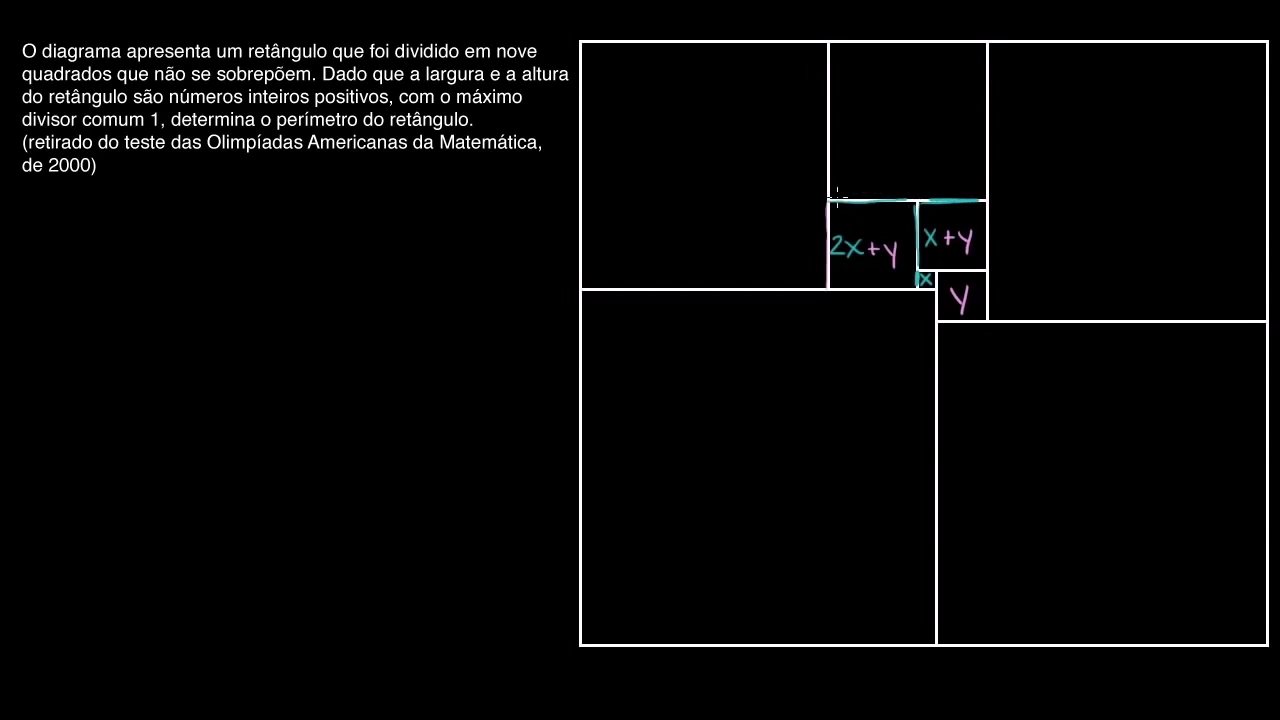 O diagrama apresenta um retângulo que foi dividido em nove
quadrados que não se sobrepõem. Dado que a largura e a altura
do retângulo são números inteiros positivos, com o máximo
divisor comum 1, determina o perímetro do retângulo.
(retirado do teste das Olimpíadas Americanas da Matemática,
de 2000)
2x+y
x+y
x
y